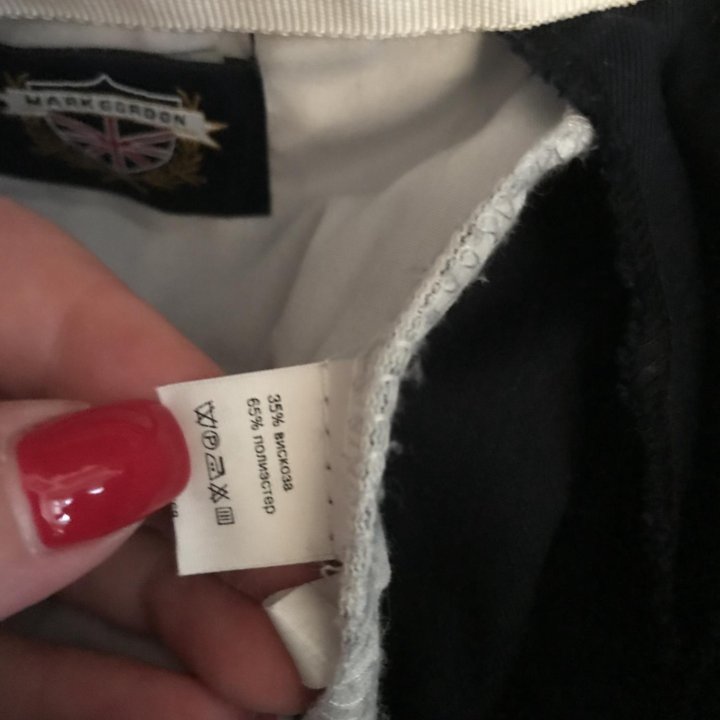 MARK GORDON
35% вискоза
65% полиэстер